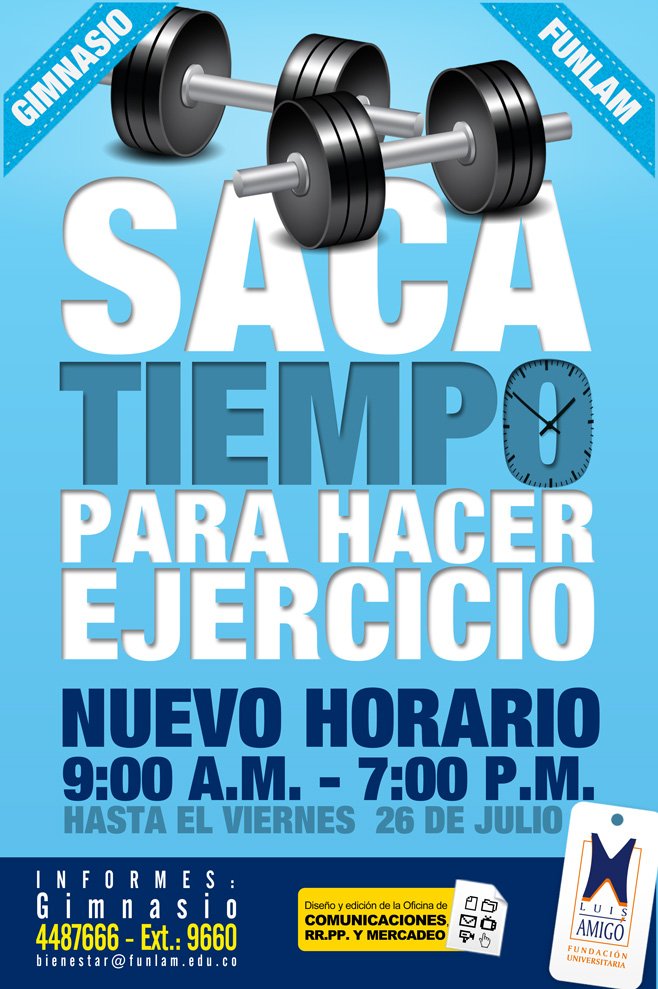 GIMNASIO
FUNLAM
SACA
TIEMPO
PARA HACER
EJERCICIO
NUEVO HORARIO
9:00 A.M. - 7:00 P.M.
HASTA EL VIERNES 26 DE JULIO
INFORMES:
Gimnasio
4487666 - Ext.: 9660
bienestar@funlam.edu.co
Diseño y edición de la Oficina de
COMUNICACIONES,
RR.PP. Y MERCADEO
LUIS
AMIGÓ
FUNDACIÓN
UNIVERSITARIA